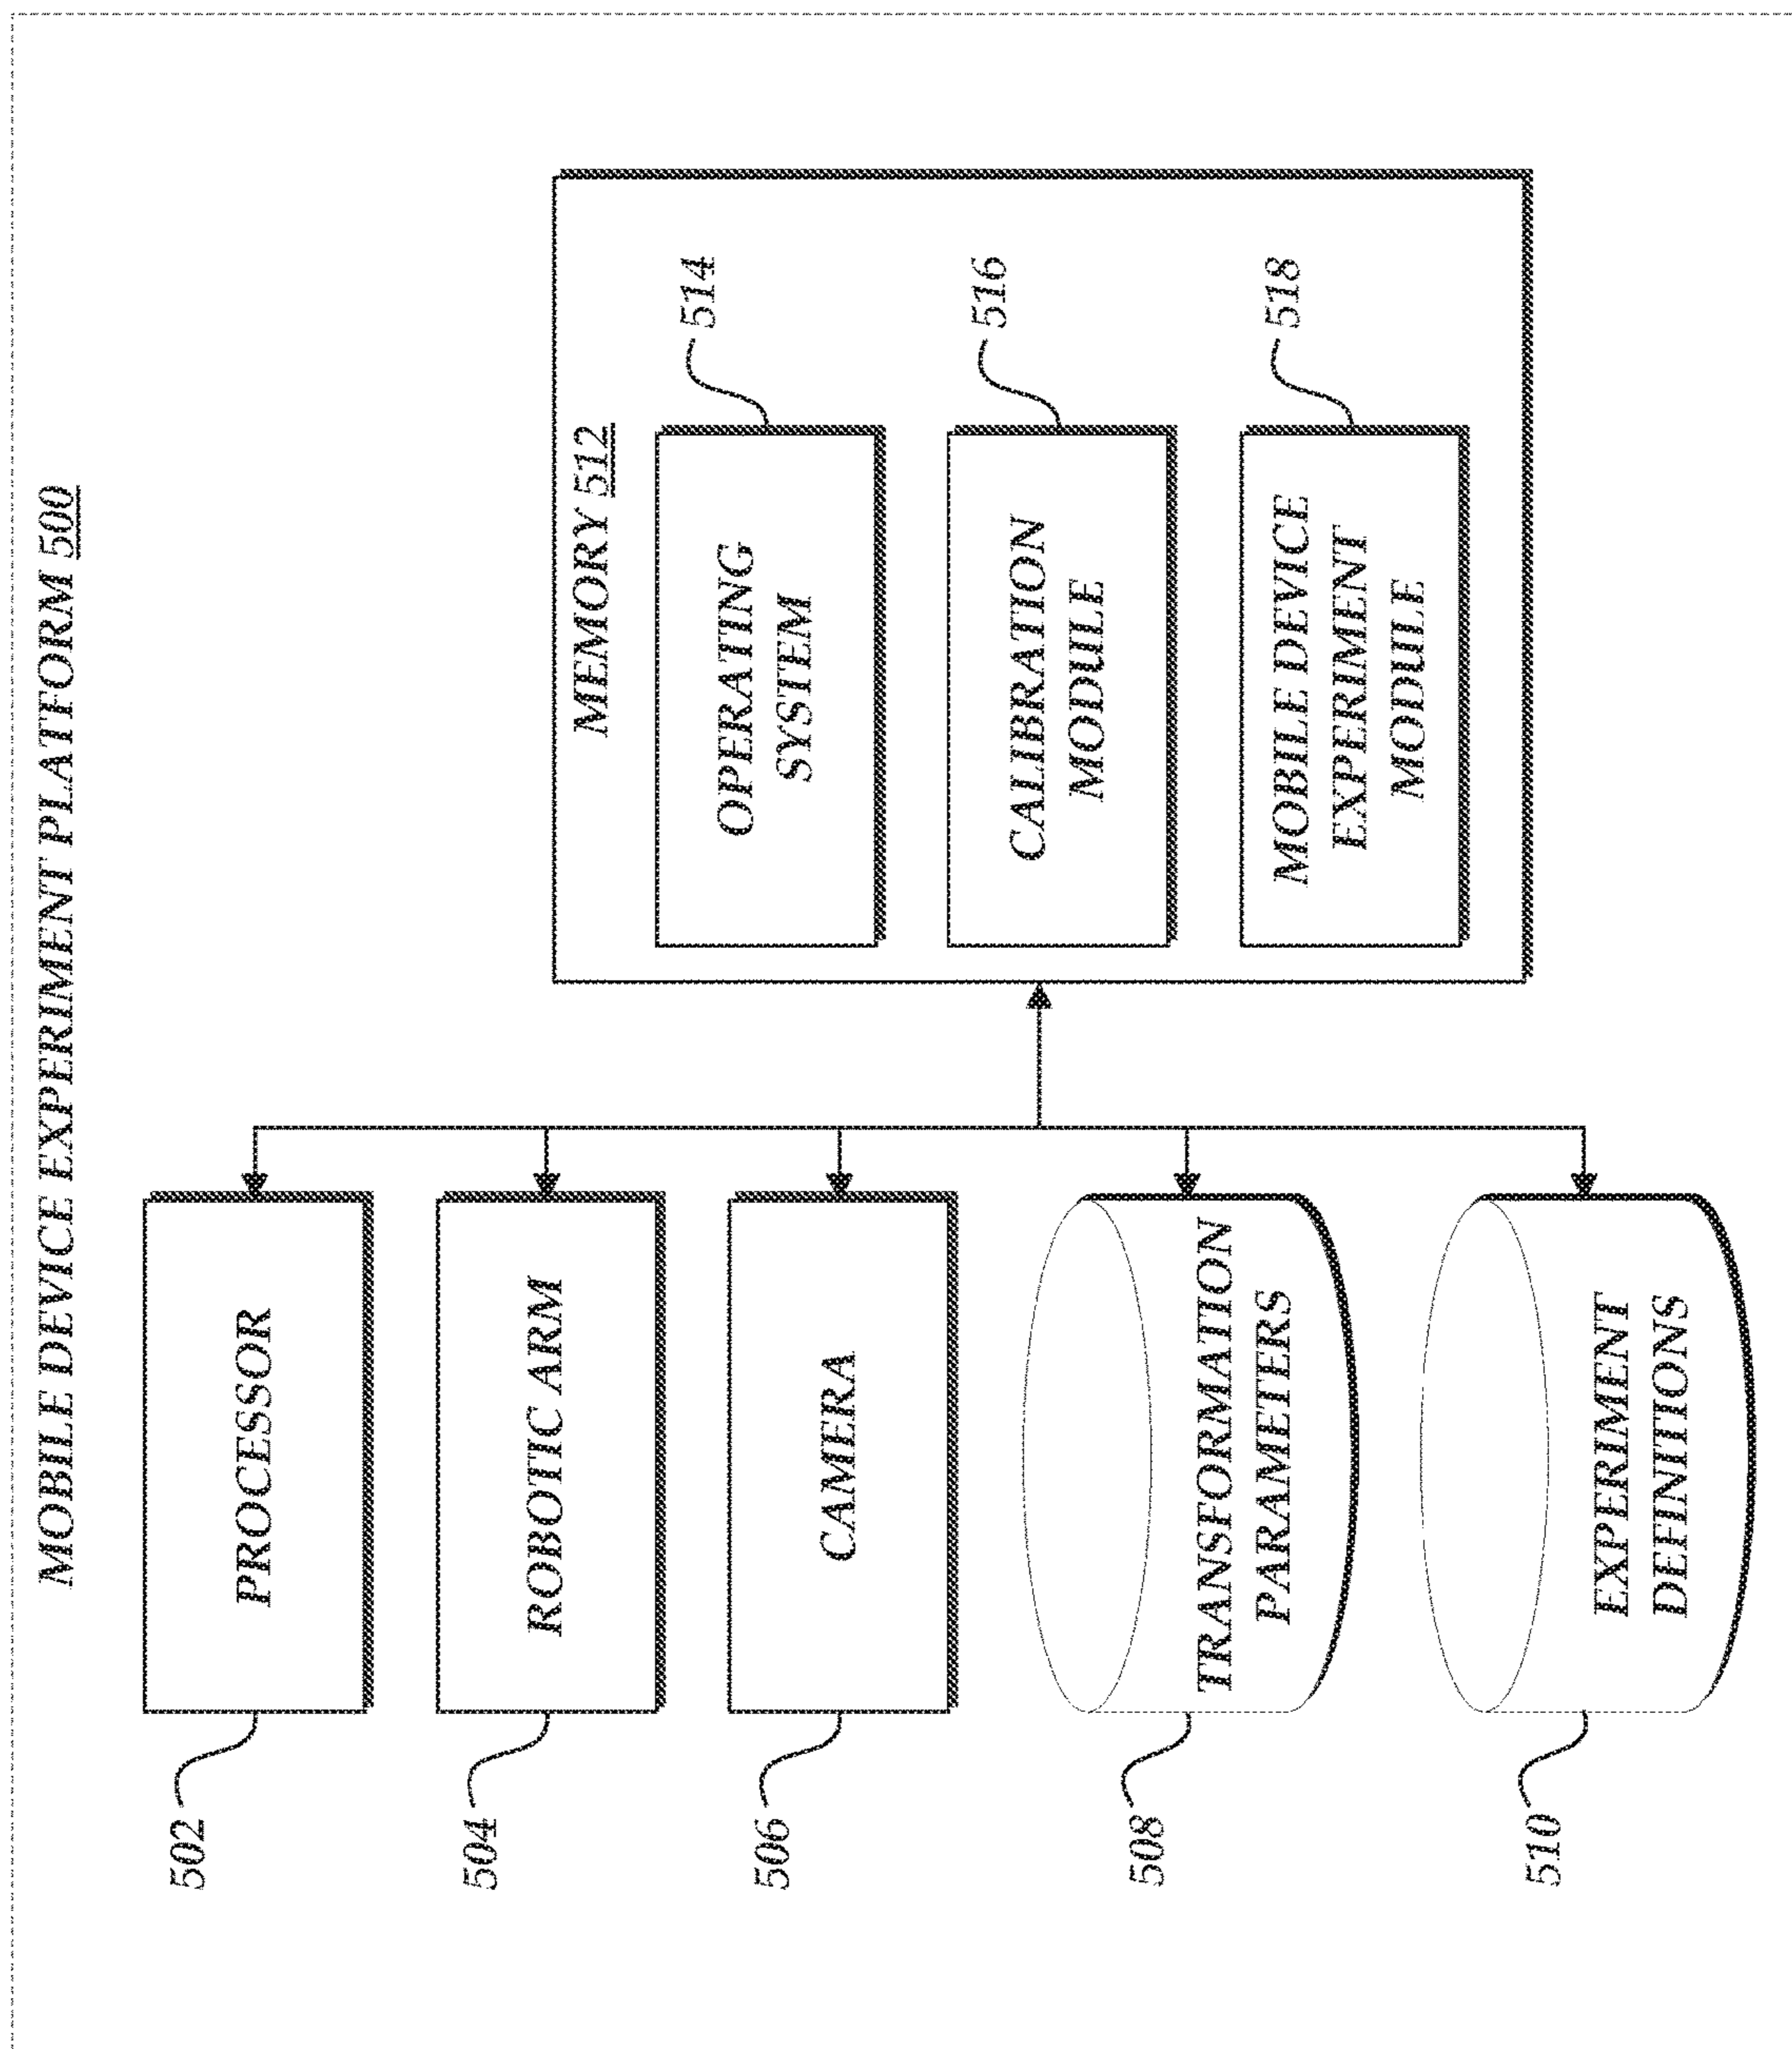 MOBILE DEVICE EXPERIMENT PLATFORM 500
502
PROCESSOR
504
ROBOTIC ARM
506
CAMERA
508
TRANSFORMATION
PARAMETERS
510
EXPERIMENT
DEFINITIONS
MEMORY 512
OPERATING
SYSTEM
514
CALIBRATION
MODULE
516
MOBILE DEVICE
EXPERIMENT
MODULE
518